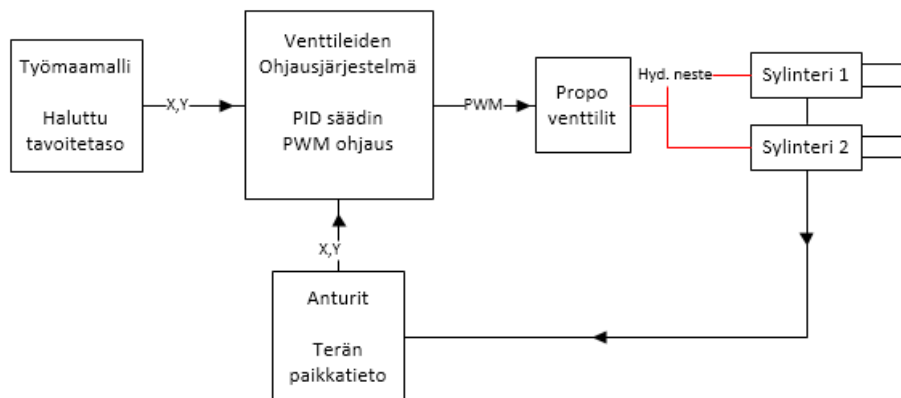 Työmaamalli
Haluttu
tavoitetaso
X,Y
Venttileiden
Ohjausjärjestelmä
PID säädin
PWM ohjaus
PWM
Propo
venttilit
Hyd. neste
Sylinteri 1
Sylinteri 2
X,Y
Anturit
Terän
paikkatieto